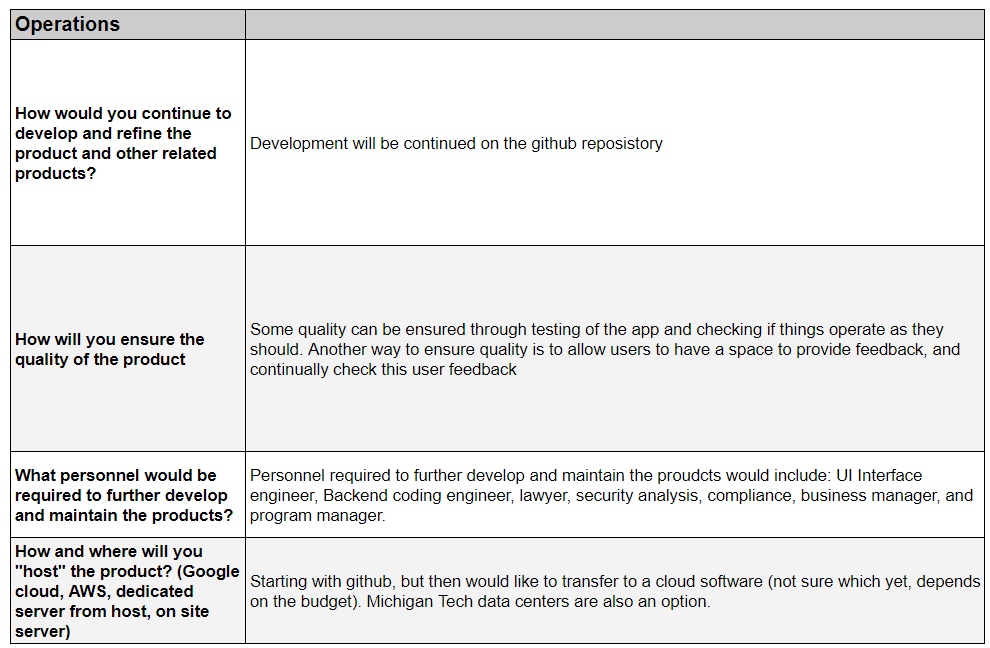 Operations
How would you continue to
develop and refine the
product and other related
products?
Development will be continued on the github reposistory
How will you ensure the
quality of the product
Some quality can be ensured through testing of the app and checking if things operate as they
should. Another way to ensure quality is to allow users to have a space to provide feedback, and
continually check this user feedback
What personnel would be
required to further develop
and maintain the products?
Personnel required to further develop and maintain the proudcts would include: UI Interface
engineer, Backend coding engineer, lawyer, security analysis, compliance, business manager, and
program manager.
How and where will you
"host" the product? (Google
cloud, AWS, dedicated
server from host, on site
server)
Starting with github, but then would like to transfer to a cloud software (not sure which yet, depends
on the budget). Michigan Tech data centers are also an option.